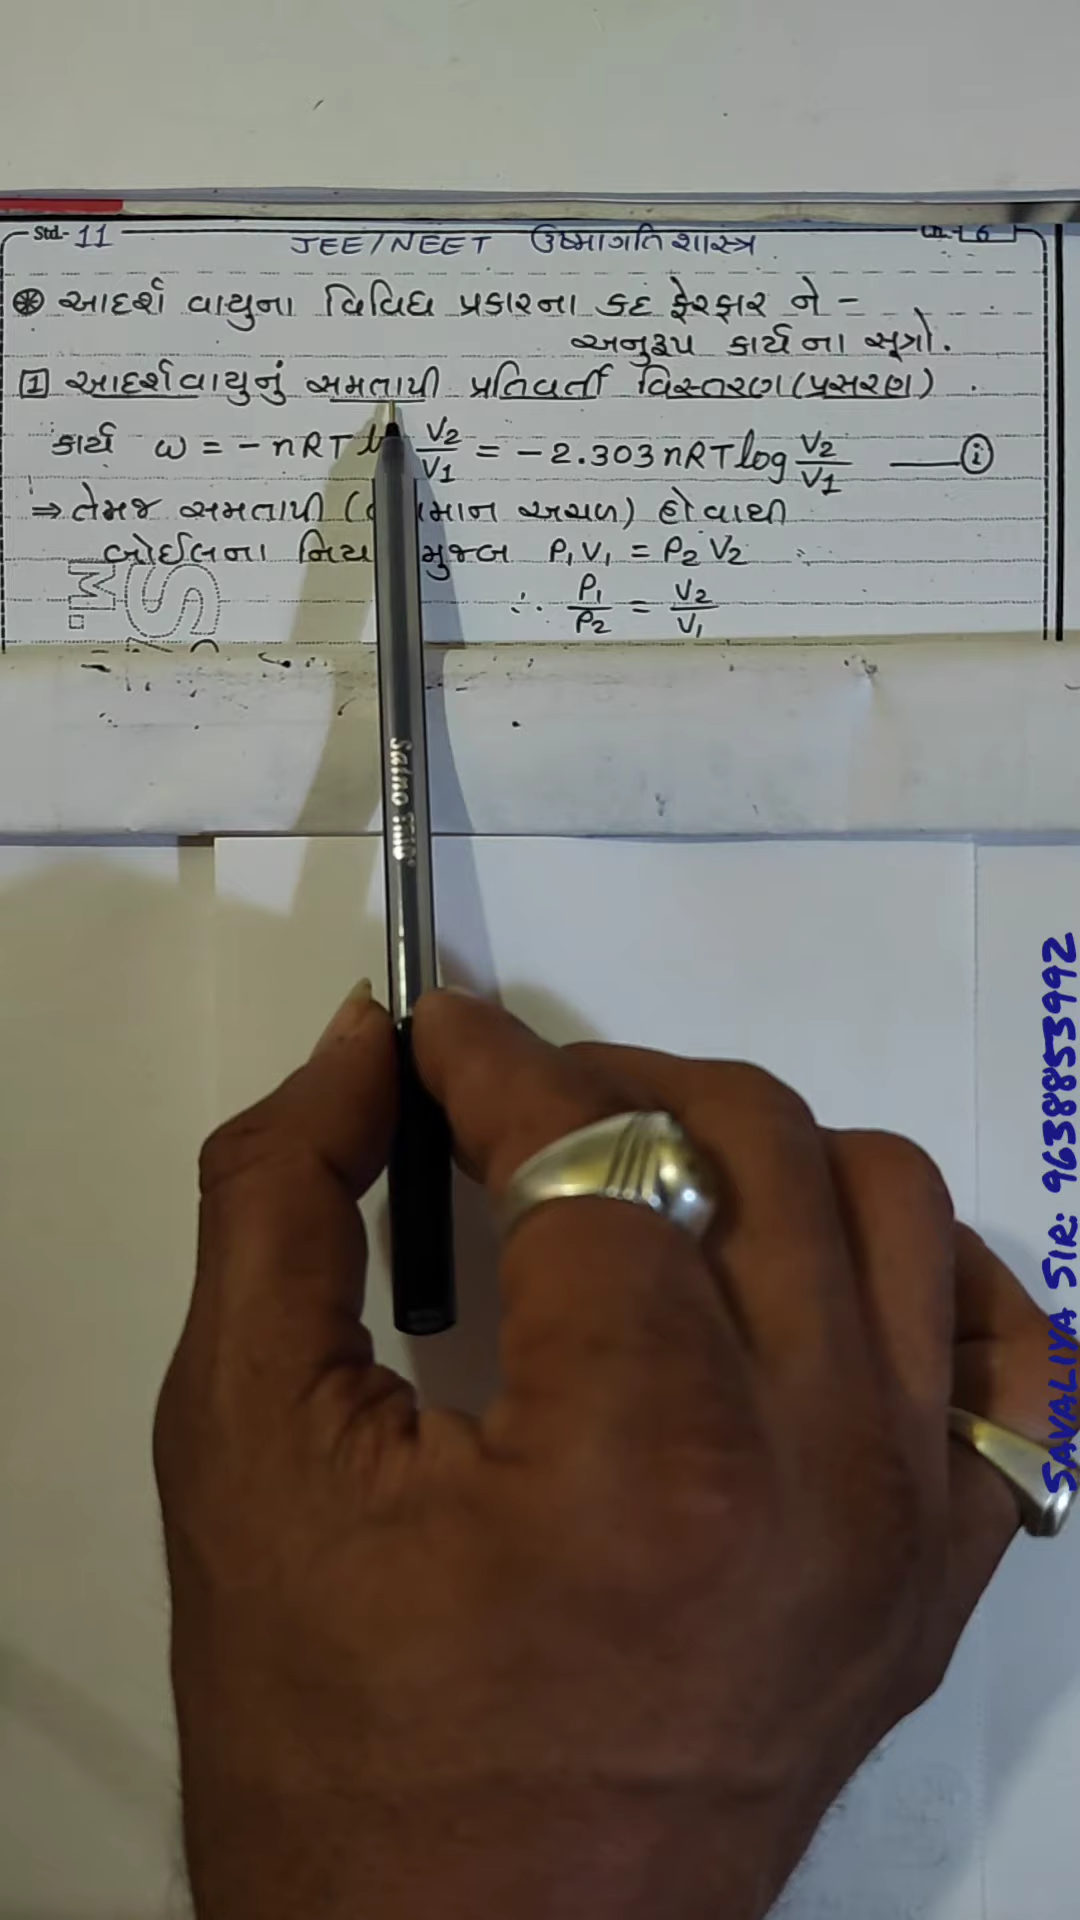 Std- 11 JEE/NEET ઉષ્માગતિશાસ્ત્ર 6
આદર્શ વાયુના વિવિધ પ્રકારના કદ ફેરફાર ને -
અનુરૂપ કાર્યના સૂત્રો.
1 આદર્શવાયુનું સમતાપી પ્રતિવર્તી વિસ્તરણ (પ્રસરણ)
કાર્ય ω = -nRT V2/V1 = -2.303nRT log V2/V1 —— (i)
⇒ તેમજ સમતાપી ( અચળ) હોવાથી
બોઈલના મુજબ P1V1 = P2V2
∴ P1/P2 = V2/V1
Saino
SAVALIYA SIR: 9638853992